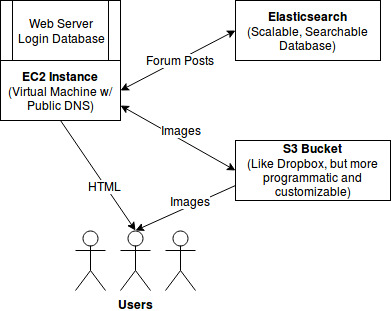 Web Server
Login Database
EC2 Instance
(Virtual Machine w/
Public DNS)
Elasticsearch
(Scalable, Searchable
Database)
Forum Posts
Images
S3 Bucket
(Like Dropbox, but more
programmatic and
customizable)
HTML
Images
Users